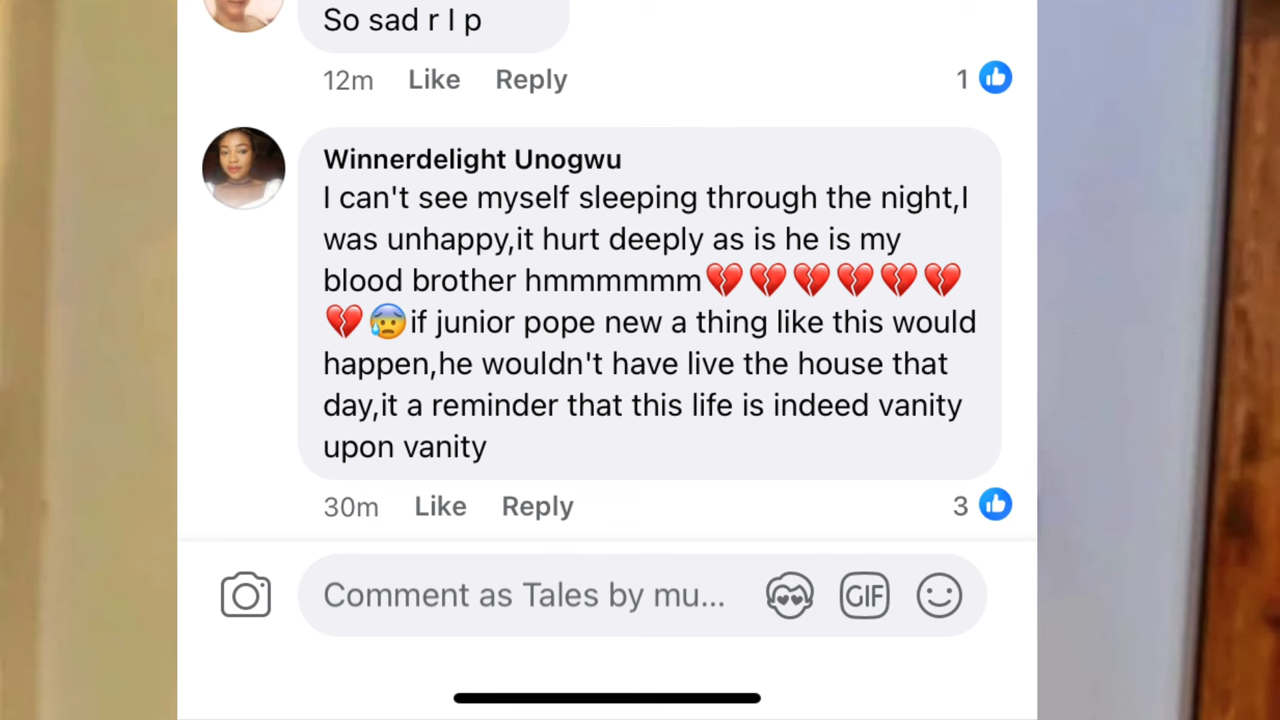 So sad r I p
12m Like Reply 1
Winnerdelight Unogwu
I can't see myself sleeping through the night,I
was unhappy,it hurt deeply as is he is my
blood brother hmmmmmm💔💔💔💔💔💔
💔😰if junior pope new a thing like this would
happen,he wouldn't have live the house that
day,it a reminder that this life is indeed vanity
upon vanity
30m Like Reply 3
Comment as Tales by mu...
GIF